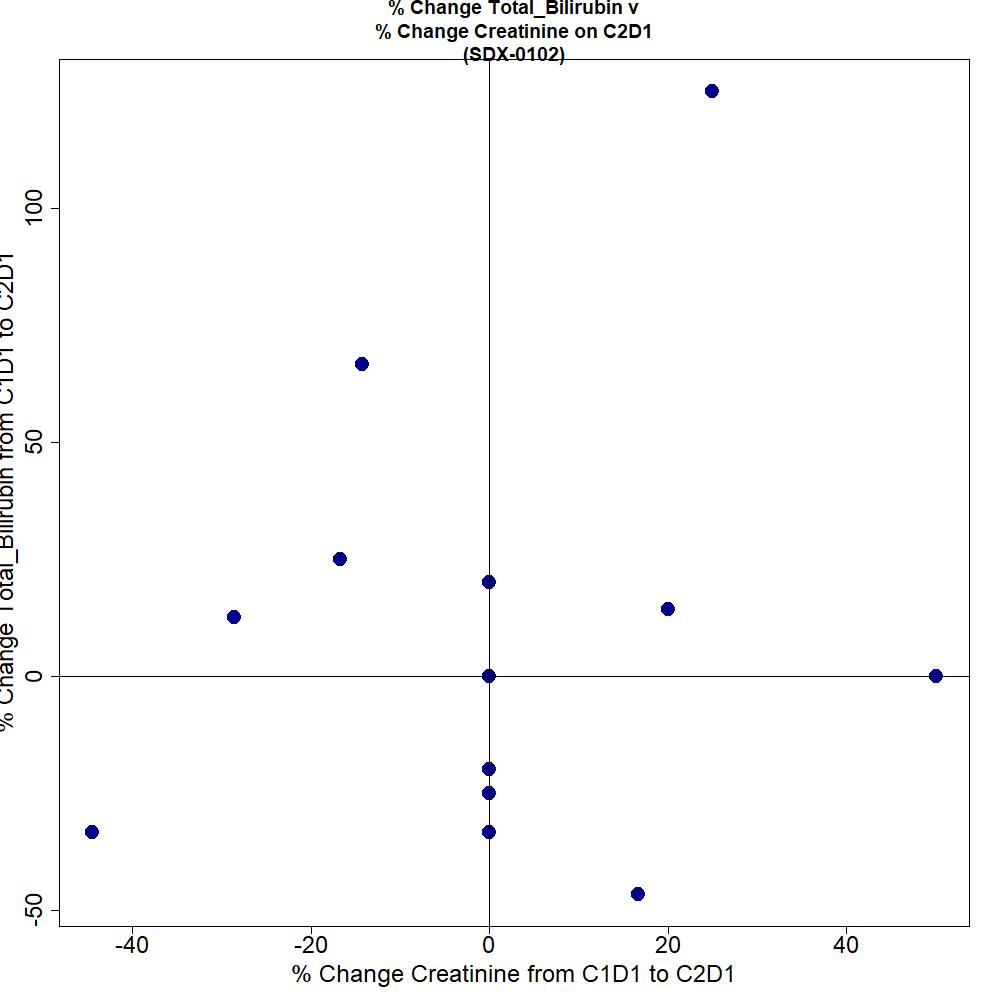 % Change Total_Bilirubin v
% Change Creatinine on C2D1
(SDX-0102)
% Change Total_Bilirubin from C1D1 to C2D1
100
50
0
-50
-40
-20
0
20
40
% Change Creatinine from C1D1 to C2D1